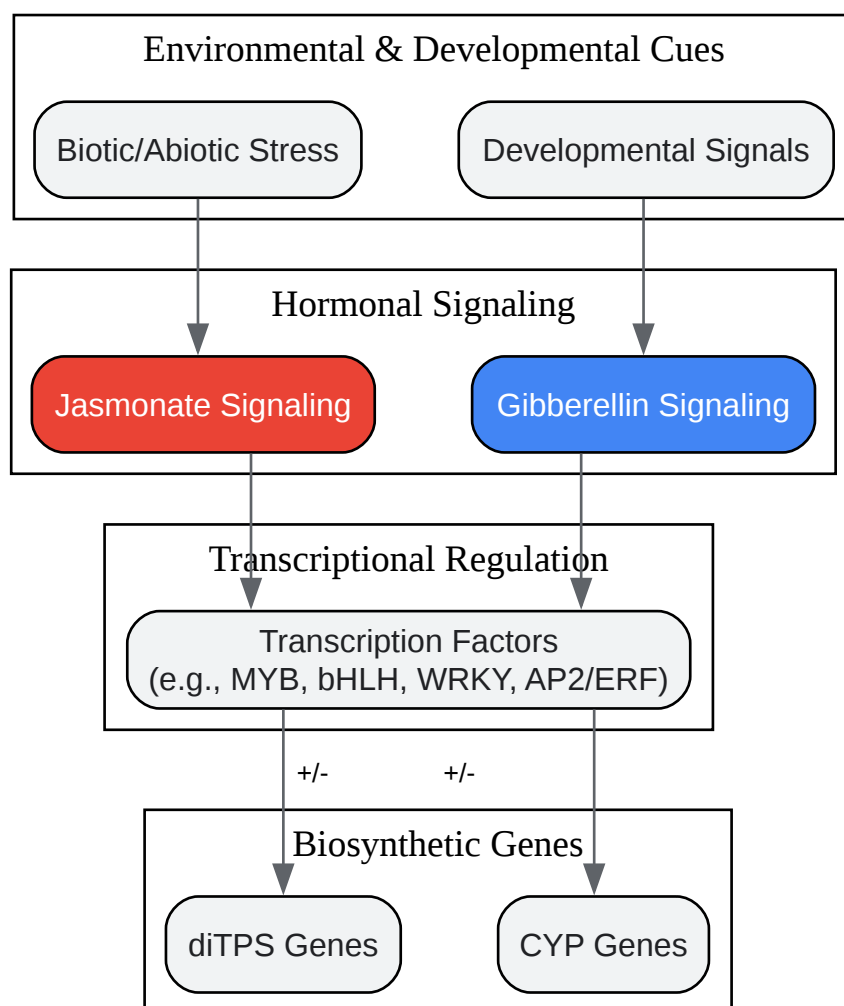 Environmental & Developmental Cues
Biotic/Abiotic Stress
Developmental Signals
Hormonal Signaling
Jasmonate Signaling
Gibberellin Signaling
Transcriptional Regulation
Transcription Factors
(e.g., MYB, bHLH, WRKY, AP2/ERF)
+/-
+/-
Biosynthetic Genes
diTPS Genes
CYP Genes